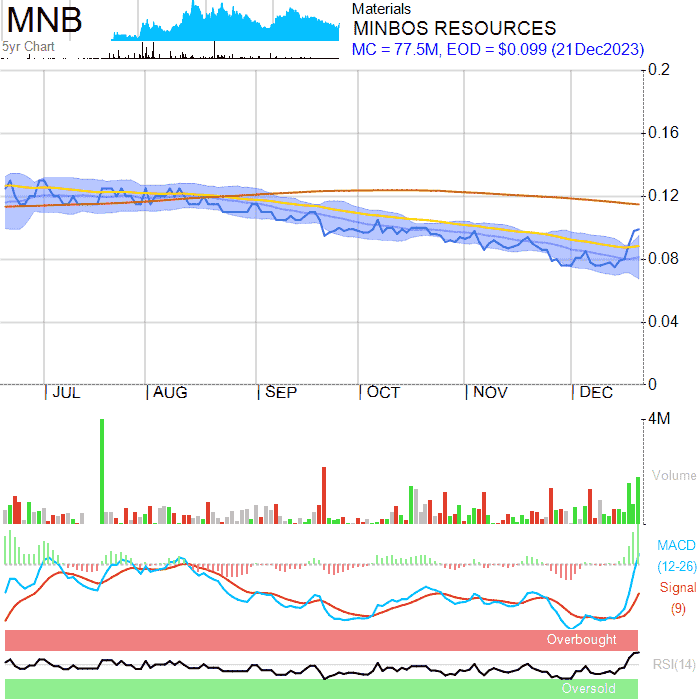 MNB
5yr Chart
Materials
MINBOS RESOURCES
MC = 77.5M, EOD = $0.099 (21Dec2023)
0.2
0.16
0.12
0.08
0.04
0
JUL AUG SEP OCT NOV DEC
4M
Volume
MACD
(12-26)
Signal
(9)
Overbought
RSI(14)
Oversold